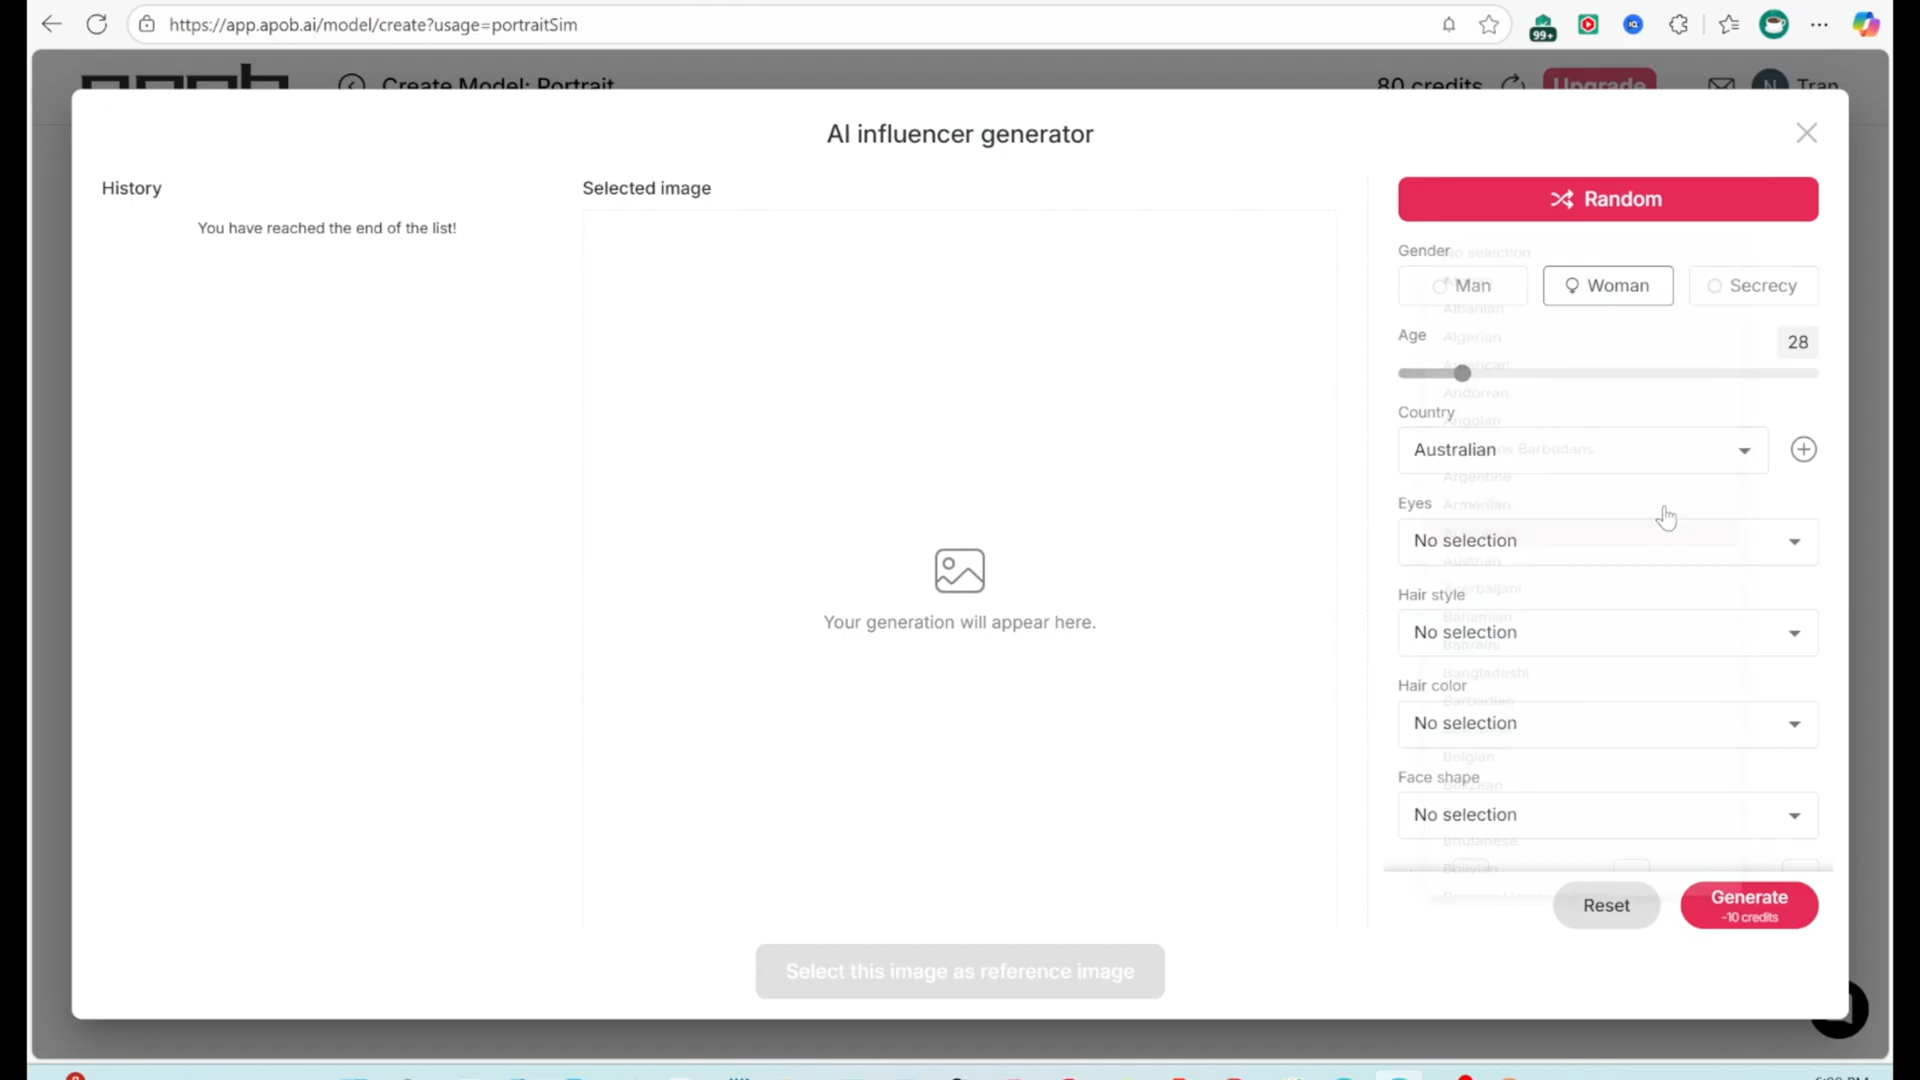 https://app.apob.ai/model/create?usage=portraitSim
99+
Create Model: Portrait
80 credits
Upgrade
N
Tran
AI influencer generator
History
You have reached the end of the list!
Selected image
Your generation will appear here.
Select this image as reference image
Random
Gender
No selection
Man
Woman
Secrecy
Albanian
Age
Algerian
28
American
Andorran
Country
Angolan
Australian
ns Barbudans
Argentine
Eyes
Armenian
No selection
Austrian
Azerbaijani
Hair style
Bahamian
No selection
Bangladeshi
Hair color
Barbadian
No selection
Belgian
Face shape
Belizean
No selection
Bhutanese
Bolivian
Reset
Generate
-10 credits